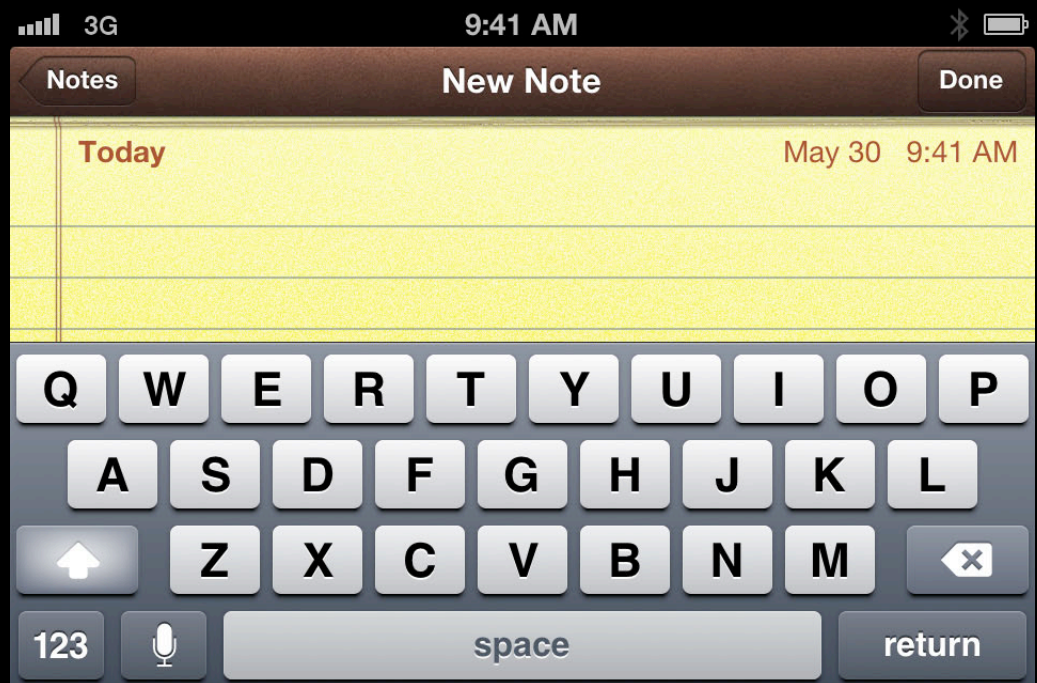 3G 9:41 AM
Notes New Note Done
Today May 30 9:41 AM
Q W E R T Y U I O P
A S D F G H J K L
Z X C V B N M
123 space return